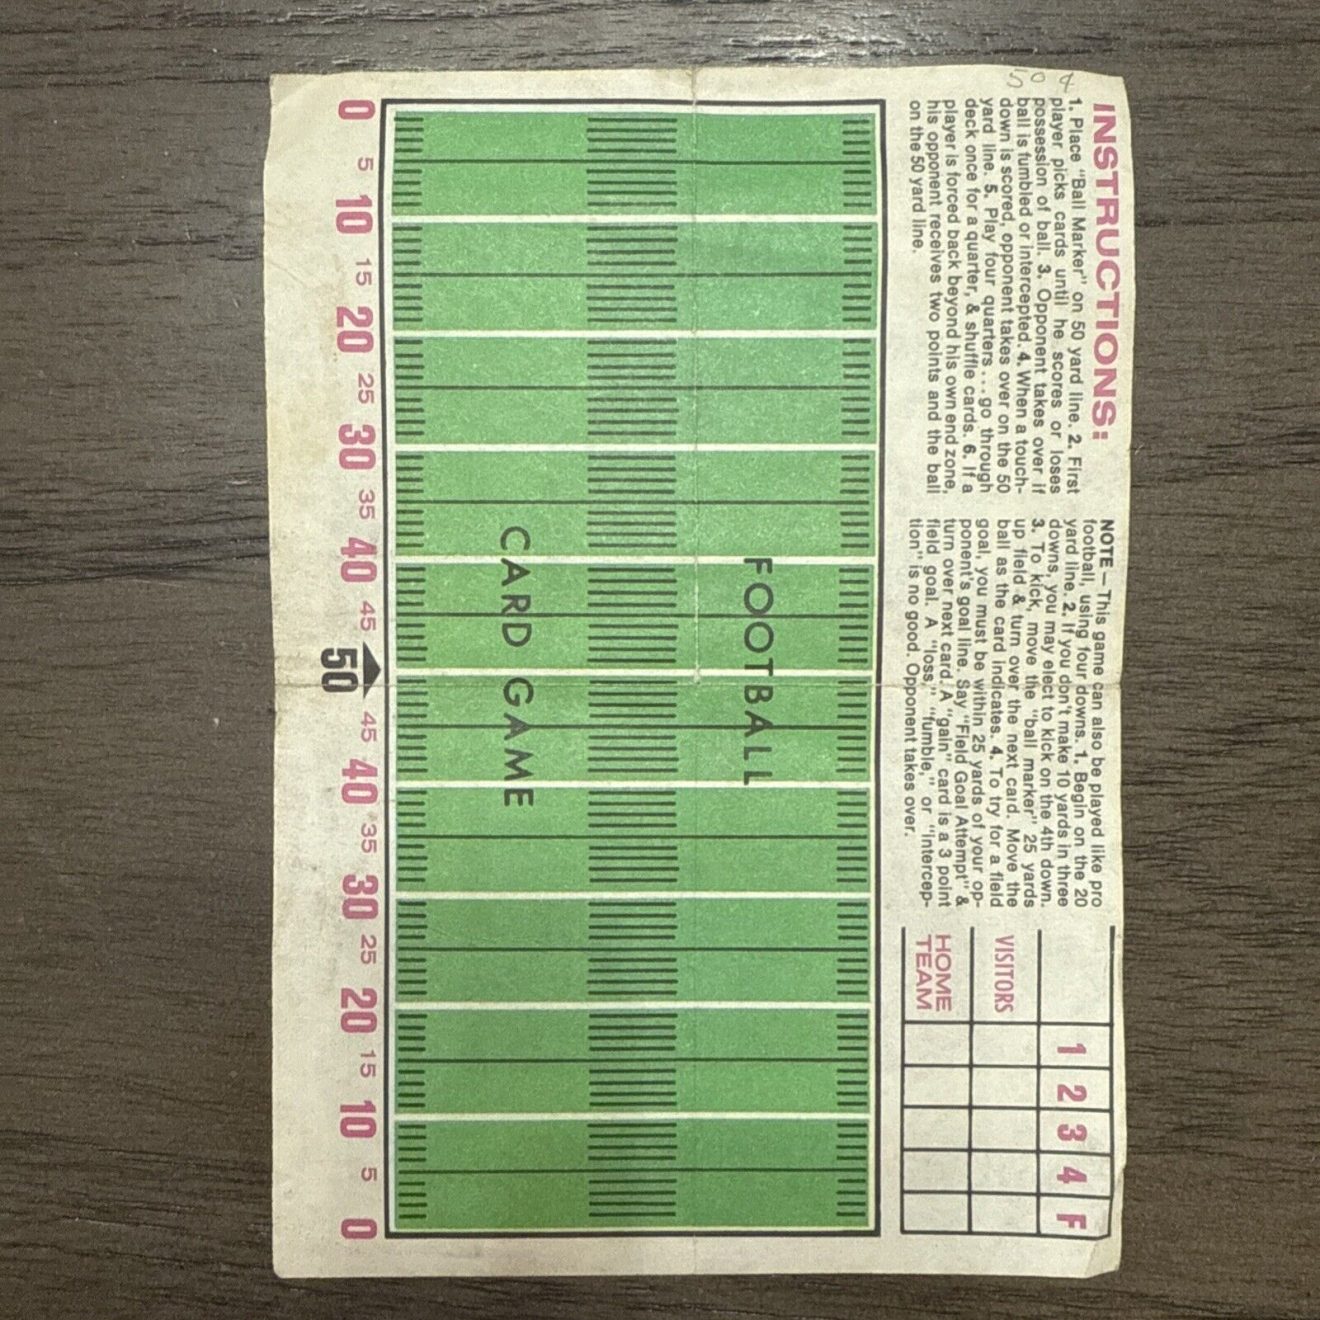 50¢
INSTRUCTIONS:
1. Place "Ball Marker" on 50 yard line. 2. First
player picks cards until he scores or loses
possession of ball. 3. Opponent takes over if
ball is fumbled or intercepted. 4. When a touch-
down is scored, opponent takes over on the 50
yard line. 5. Play four quarters . . . go through
deck once for a quarter, & shuffle cards. 6. If a
player is forced back beyond his own end zone,
his opponent receives two points and the ball
on the 50 yard line.
NOTE — This game can also be played like pro
football, using four downs. 1. Begin on the 20
yard line. 2. If you don't make 10 yards in three
downs, you may elect to kick on the 4th down.
3. To kick, move the "ball marker" 25 yards
up field & turn over the next card. Move the
ball as the card indicates. 4. To try for a field
goal, you must be within 25 yards of your op-
ponent's goal line. Say "Field Goal Attempt" &
turn over next card. A "gain" card is a 3 point
field goal. A "loss," "fumble," or "intercep-
tion" is no good. Opponent takes over.
1 2 3 4 F
VISITORS
HOME
TEAM
FOOTBALL
CARD GAME
0 5 10 15 20 25 30 35 40 45 50 45 40 35 30 25 20 15 10 5 0